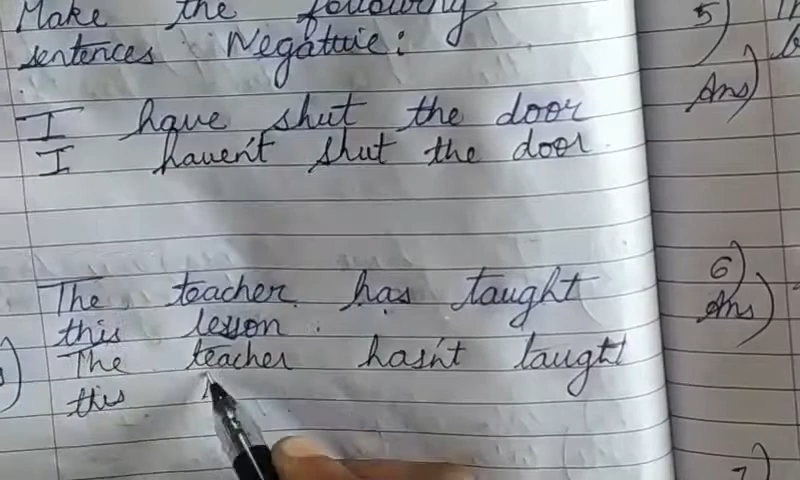 Make the following
sentences Negative:
I have shut the door
I haven't shut the door.
The teacher has taught
this lesson.
The teacher hasn't taught
this
5)
Ans)
6)
Ans)
7)